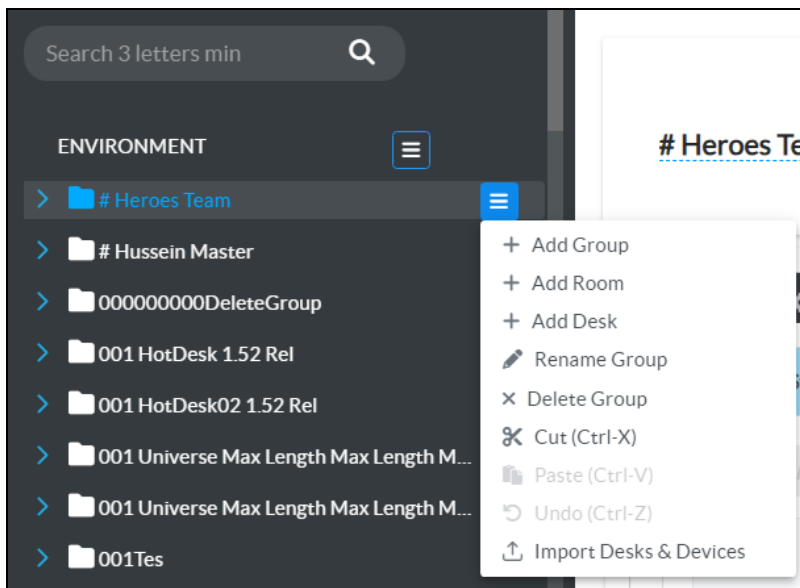 Search 3 letters min
ENVIRONMENT
# Heroes Team
# Hussein Master
000000000DeleteGroup
001 HotDesk 1.52 Rel
001 HotDesk02 1.52 Rel
001 Universe Max Length Max Length M...
001 Universe Max Length Max Length M...
001Tes
# Heroes Te
Add Group
Add Room
Add Desk
Rename Group
Delete Group
Cut (Ctrl-X)
Paste (Ctrl-V)
Undo (Ctrl-Z)
Import Desks & Devices